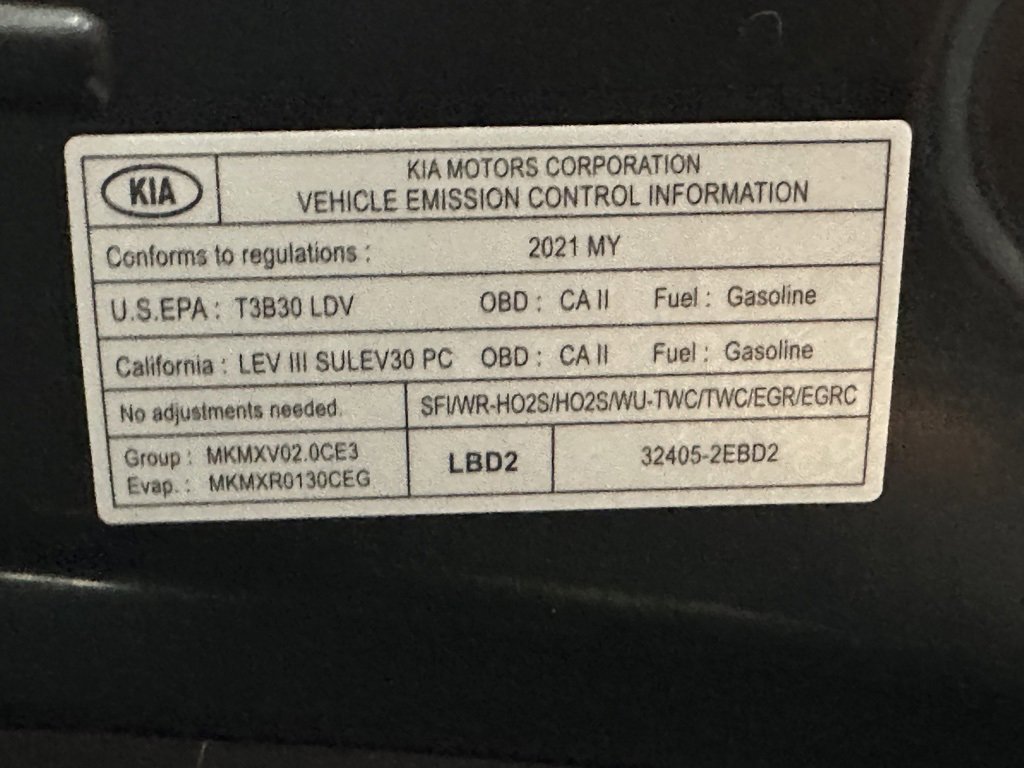 KIA
KIA MOTORS CORPORATION
VEHICLE EMISSION CONTROL INFORMATION
Conforms to regulations : 2021 MY
U.S.EPA : T3B30 LDV OBD : CA II Fuel : Gasoline
California : LEV III SULEV30 PC OBD : CA II Fuel : Gasoline
No adjustments needed. SFI/WR-HO2S/HO2S/WU-TWC/TWC/EGR/EGRC
Group : MKMXV02.0CE3
Evap. : MKMXR0130CEG
LBD2
32405-2EBD2